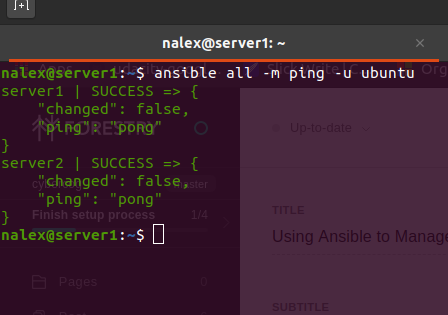 nalex@server1: ~
nalex@server1:~$ ansible all -m ping -u ubuntu
server1 | SUCCESS => {
"changed": false,
"ping": "pong"
}
server2 | SUCCESS => {
"changed": false,
"ping": "pong"
}
nalex@server1:~$
FORESTRY
master
Finish setup process 1/4
Pages 0
Up-to-date
TITLE
Using Ansible to Manage
SUBTITLE